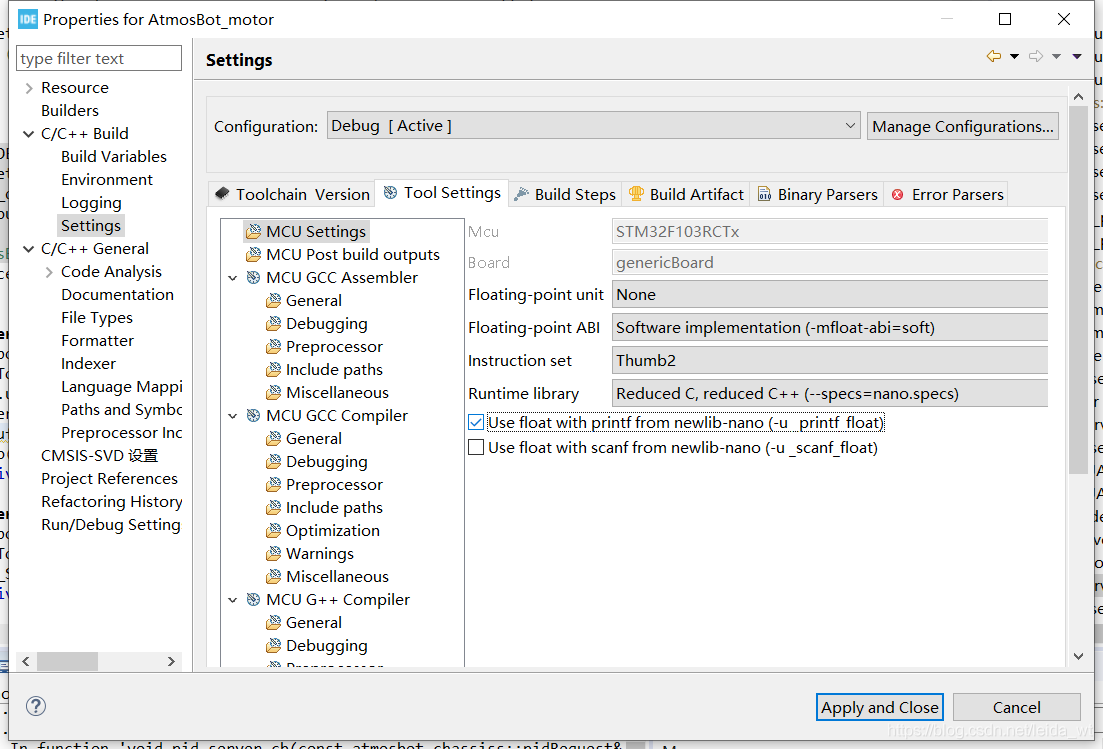 IDE Properties for AtmosBot_motor
type filter text
Settings
Resource
Builders
C/C++ Build
Build Variables
Environment
Logging
Settings
C/C++ General
Code Analysis
Documentation
File Types
Formatter
Indexer
Language Mappi
Paths and Symbo
Preprocessor Inc
CMSIS-SVD 设置
Project References
Refactoring History
Run/Debug Setting
Configuration: Debug [ Active ] Manage Configurations...
Toolchain Version Tool Settings Build Steps Build Artifact Binary Parsers Error Parsers
MCU Settings
MCU Post build outputs
MCU GCC Assembler
General
Debugging
Preprocessor
Include paths
Miscellaneous
MCU GCC Compiler
General
Debugging
Preprocessor
Include paths
Optimization
Warnings
Miscellaneous
MCU G++ Compiler
General
Debugging
Preprocessor
Mcu STM32F103RCTx
Board genericBoard
Floating-point unit None
Floating-point ABI Software implementation (-mfloat-abi=soft)
Instruction set Thumb2
Runtime library Reduced C, reduced C++ (--specs=nano.specs)
Use float with printf from newlib-nano (-u _printf_float)
Use float with scanf from newlib-nano (-u _scanf_float)
Apply and Close Cancel
https://blog.csdn.net/leida_wt
In function 'void pid_server_cb(const atmosbot_chassiss::pidRequest&